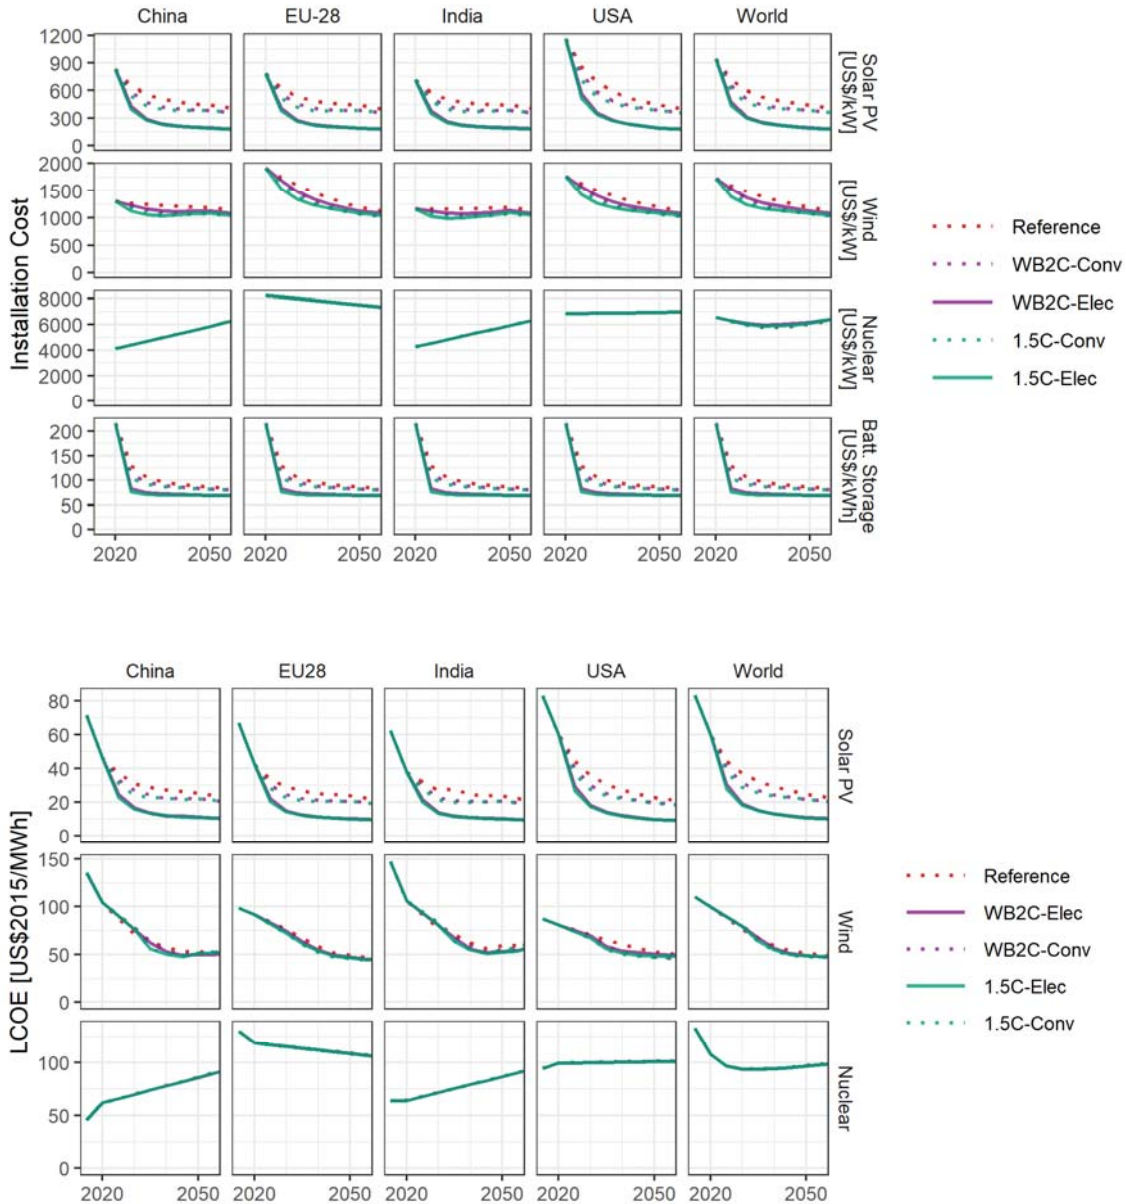 China EU-28 India USA World
Installation Cost
1200
900
600
300
0
Solar PV
[US$/kW]
2000
1500
1000
500
0
Wind
[US$/kW]
8000
6000
4000
2000
0
Nuclear
[US$/kW]
200
150
100
50
0
Batt. Storage
[US$/kWh]
2020 2050 2020 2050 2020 2050 2020 2050 2020 2050
Reference
WB2C-Conv
WB2C-Elec
1.5C-Conv
1.5C-Elec
China EU28 India USA World
LCOE [US$2015/MWh]
80
60
40
20
0
Solar PV
150
100
50
0
Wind
100
50
0
Nuclear
2020 2050 2020 2050 2020 2050 2020 2050 2020 2050
Reference
WB2C-Elec
WB2C-Conv
1.5C-Elec
1.5C-Conv